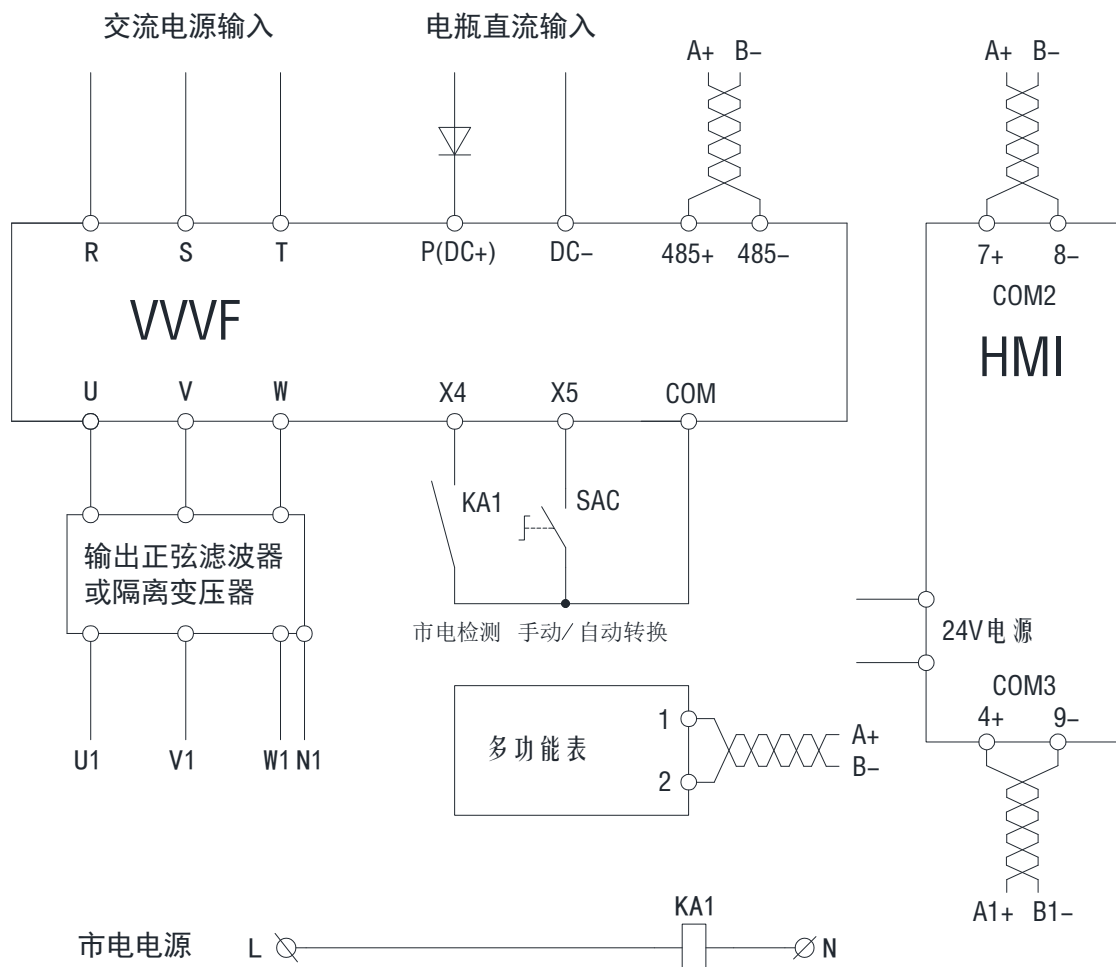 交流电源输入 电瓶直流输入
A+ B− A+ B−
R S T P(DC+) DC− 485+ 485− 7+ 8−
COM2
VVVF HMI
U V W X4 X5 COM
KA1 SAC
输出正弦滤波器
或隔离变压器
市电检测 手动/自动转换
24V电源
COM3
4+ 9−
1
多功能表
2
A+
B−
U1 V1 W1 N1
A1+ B1−
KA1
市电电源 L N